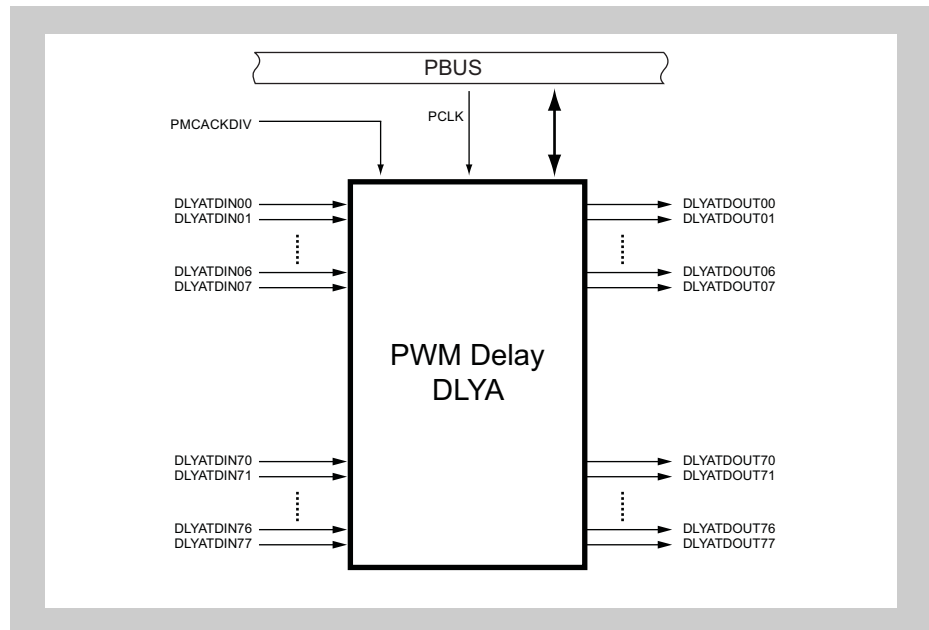 PBUS
PCLK
PMCACKDIV
DLYATDIN00
DLYATDIN01
DLYATDIN06
DLYATDIN07
DLYATDIN70
DLYATDIN71
DLYATDIN76
DLYATDIN77
PWM Delay
DLYA
DLYATDOUT00
DLYATDOUT01
DLYATDOUT06
DLYATDOUT07
DLYATDOUT70
DLYATDOUT71
DLYATDOUT76
DLYATDOUT77